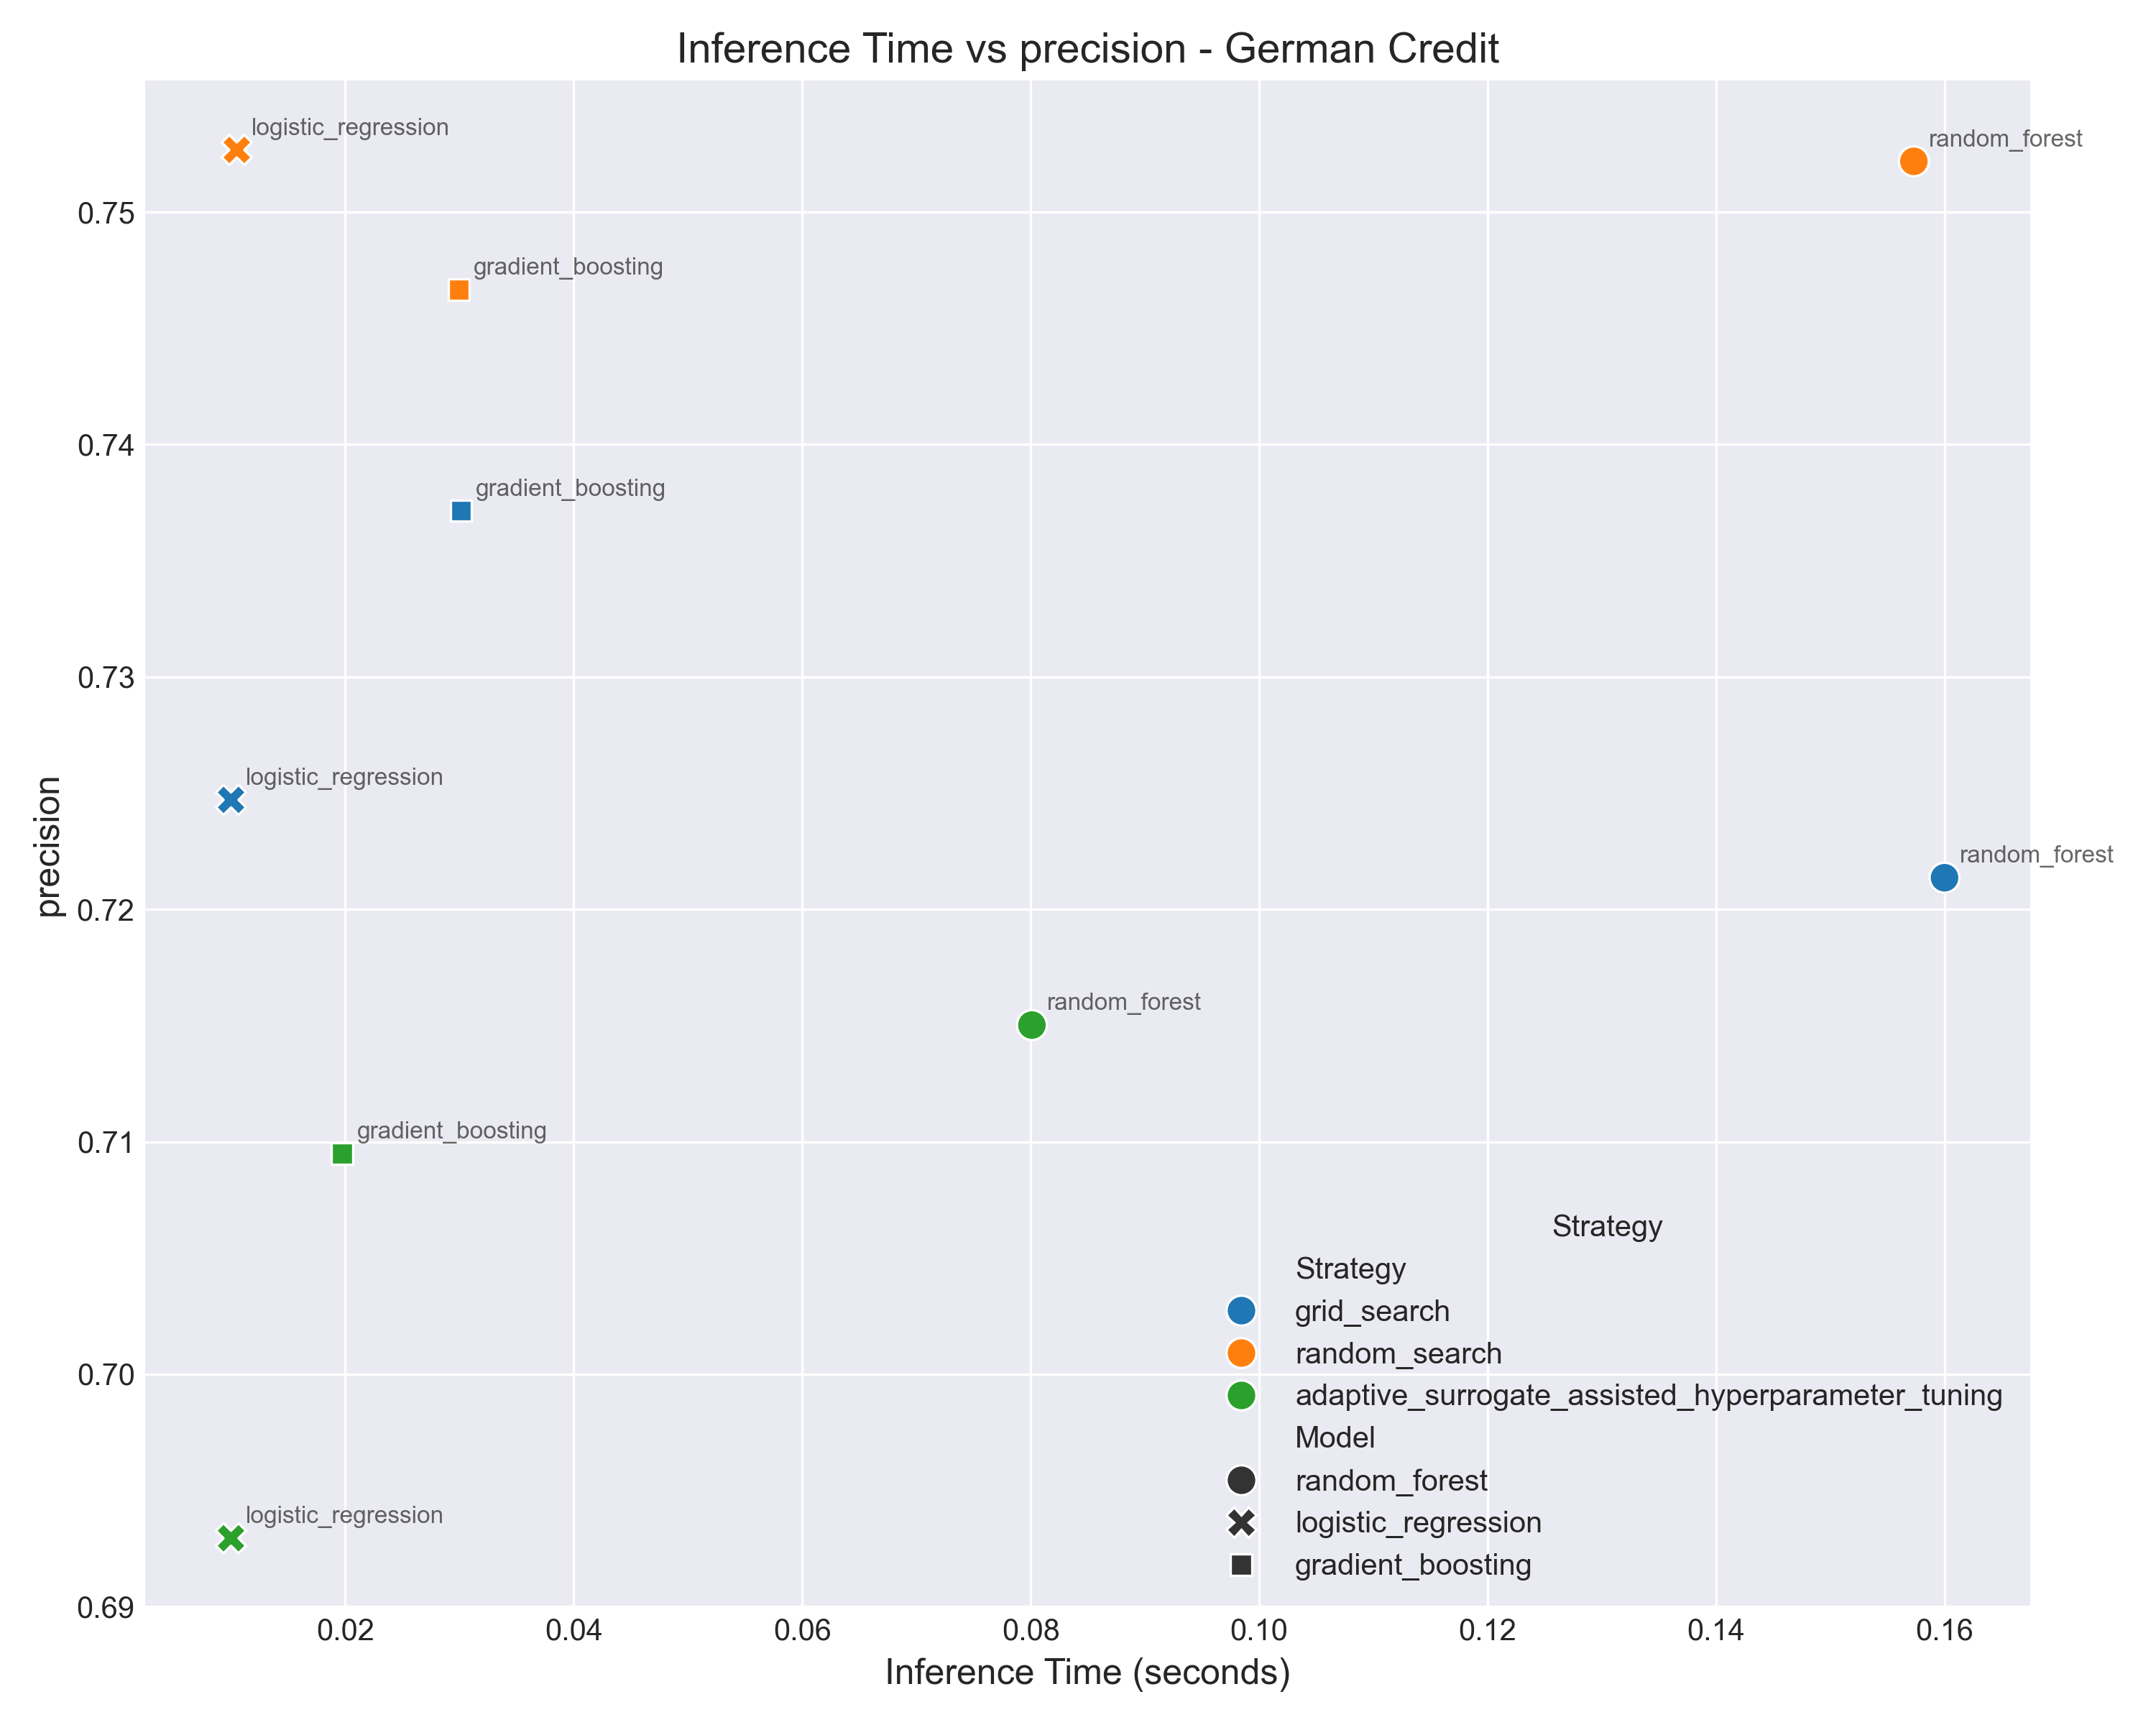 Inference Time vs precision - German Credit
logistic_regression
random_forest
0.75
gradient_boosting
0.74
gradient_boosting
0.73
logistic_regression
precision
random_forest
0.72
random_forest
gradient_boosting
0.71
Strategy
Strategy
grid_search
random_search
0.70
adaptive_surrogate_assisted_hyperparameter_tuning
Model
random_forest
logistic_regression
logistic_regression
gradient_boosting
0.69
0.02 0.04 0.06 0.08 0.10 0.12 0.14 0.16
Inference Time (seconds)